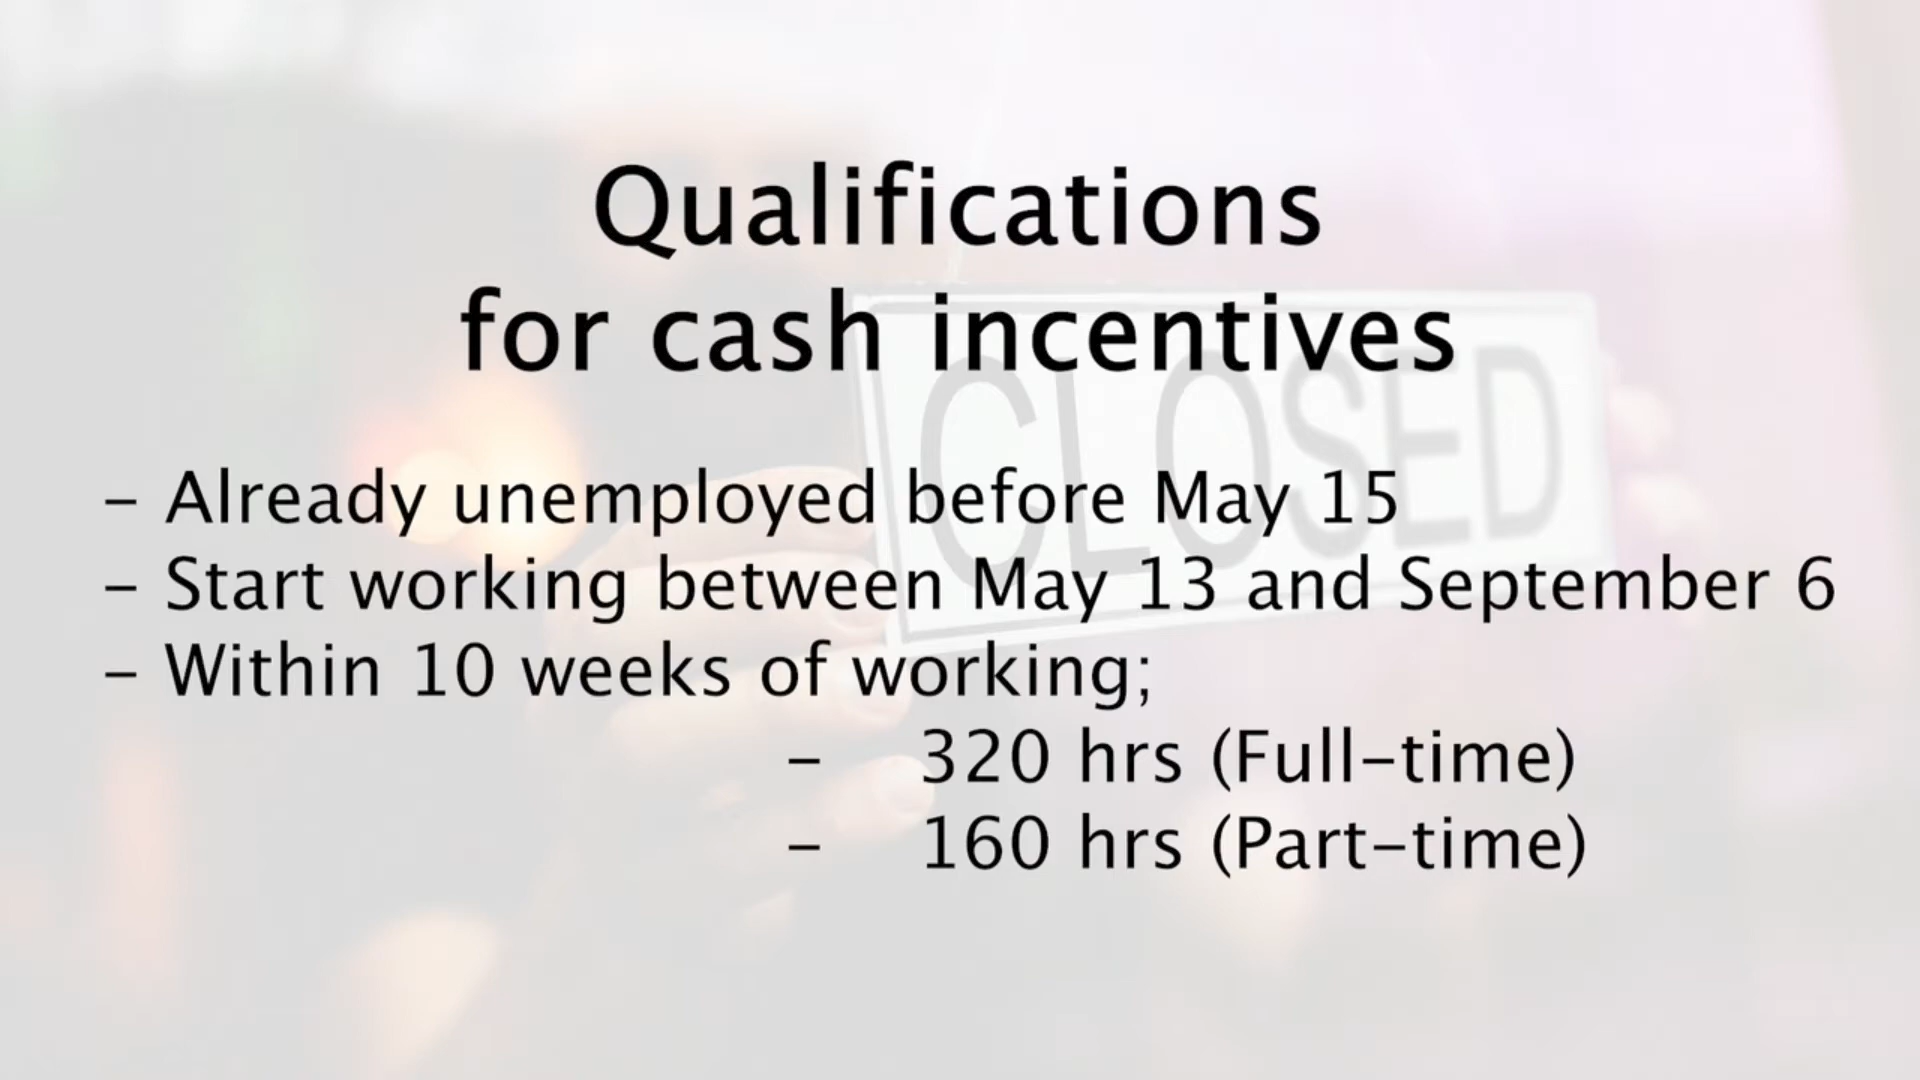 Qualifications
for cash incentives
CLOSED
- Already unemployed before May 15
- Start working between May 13 and September 6
- Within 10 weeks of working;
- 320 hrs (Full-time)
- 160 hrs (Part-time)